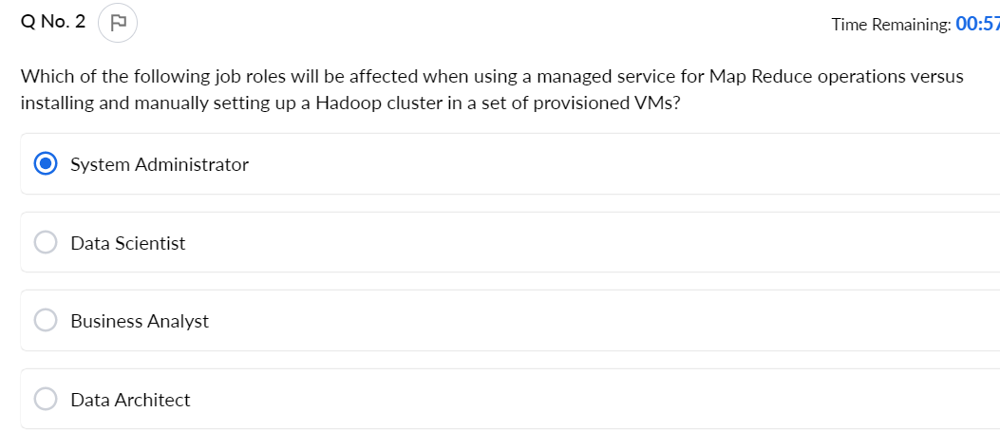 Q No. 2
Time Remaining: 00:57
Which of the following job roles will be affected when using a managed service for Map Reduce operations versus
installing and manually setting up a Hadoop cluster in a set of provisioned VMs?
System Administrator
Data Scientist
Business Analyst
Data Architect